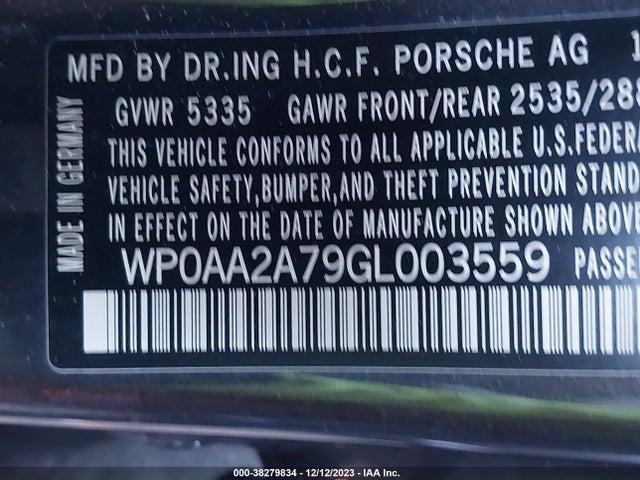 MFD BY DR.ING H.C.F. PORSCHE AG
GVWR 5335 GAWR FRONT/REAR 2535/288
MADE IN GERMANY
THIS VEHICLE CONFORMS TO ALL APPLICABLE U.S.FEDERA
VEHICLE SAFETY,BUMPER,AND THEFT PREVENTION STAND
IN EFFECT ON THE DATE OF MANUFACTURE SHOWN ABOVE
WP0AA2A79GL003559 PASSE
000-38279834 - 12/12/2023 - IAA Inc.